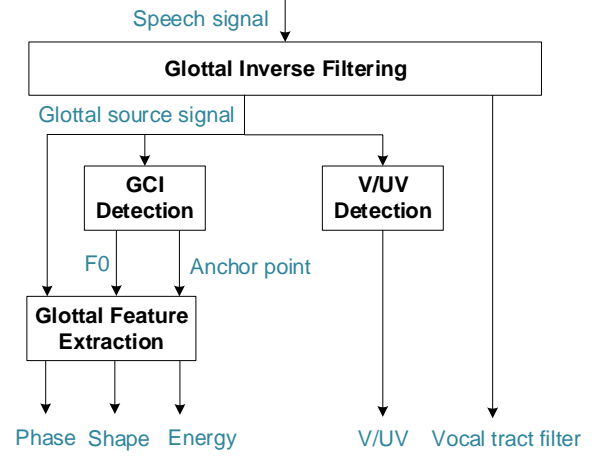 Speech signal
Glottal Inverse Filtering
Glottal source signal
GCI
Detection
V/UV
Detection
F0
Anchor point
Glottal Feature
Extraction
Phase
Shape
Energy
V/UV
Vocal tract filter